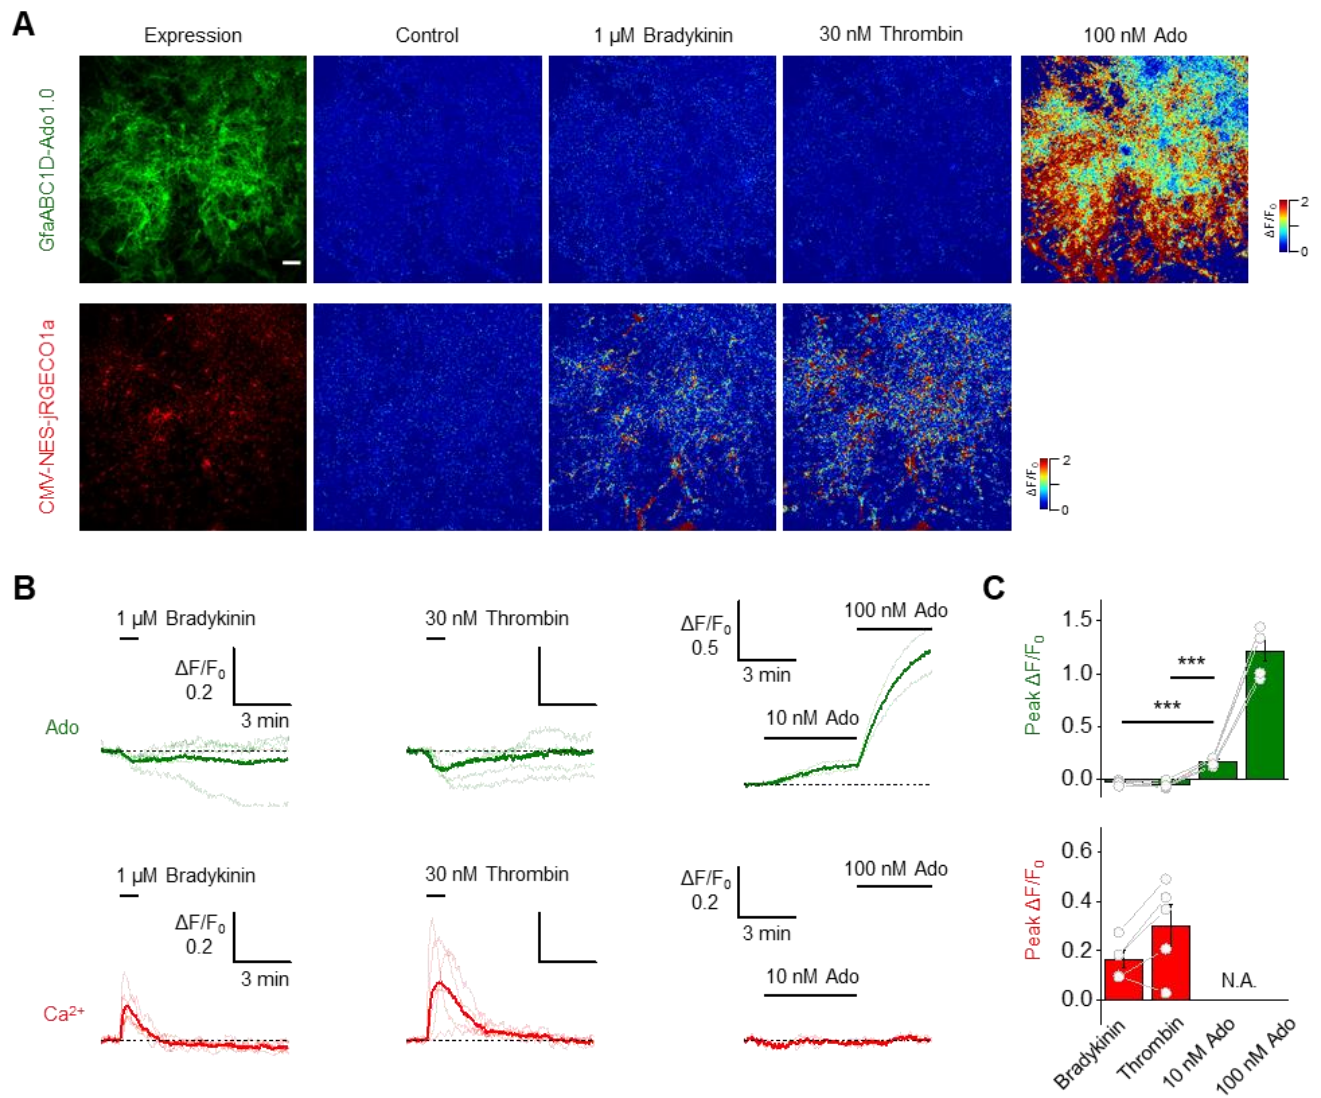 A
Expression
Control
1 µM Bradykinin
30 nM Thrombin
100 nM Ado
GfaABC1D-Ado1.0
ΔF/F₀
2
0
CMV-NES-jRGECO1a
ΔF/F₀
2
0
B
1 µM Bradykinin
ΔF/F₀
0.2
3 min
30 nM Thrombin
ΔF/F₀
0.5
3 min
100 nM Ado
10 nM Ado
Ado
1 µM Bradykinin
ΔF/F₀
0.2
3 min
30 nM Thrombin
ΔF/F₀
0.2
3 min
100 nM Ado
10 nM Ado
Ca²⁺
C
Peak ΔF/F₀
1.5
1.0
0.5
0.0
***
***
Peak ΔF/F₀
0.6
0.4
0.2
0.0
N.A.
Bradykinin
Thrombin
10 nM Ado
100 nM Ado